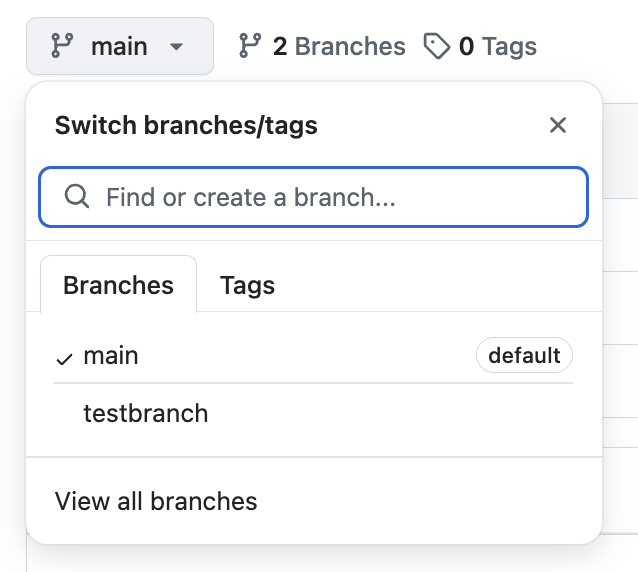 main 2 Branches 0 Tags
Switch branches/tags
Find or create a branch...
Branches Tags
main default
testbranch
View all branches